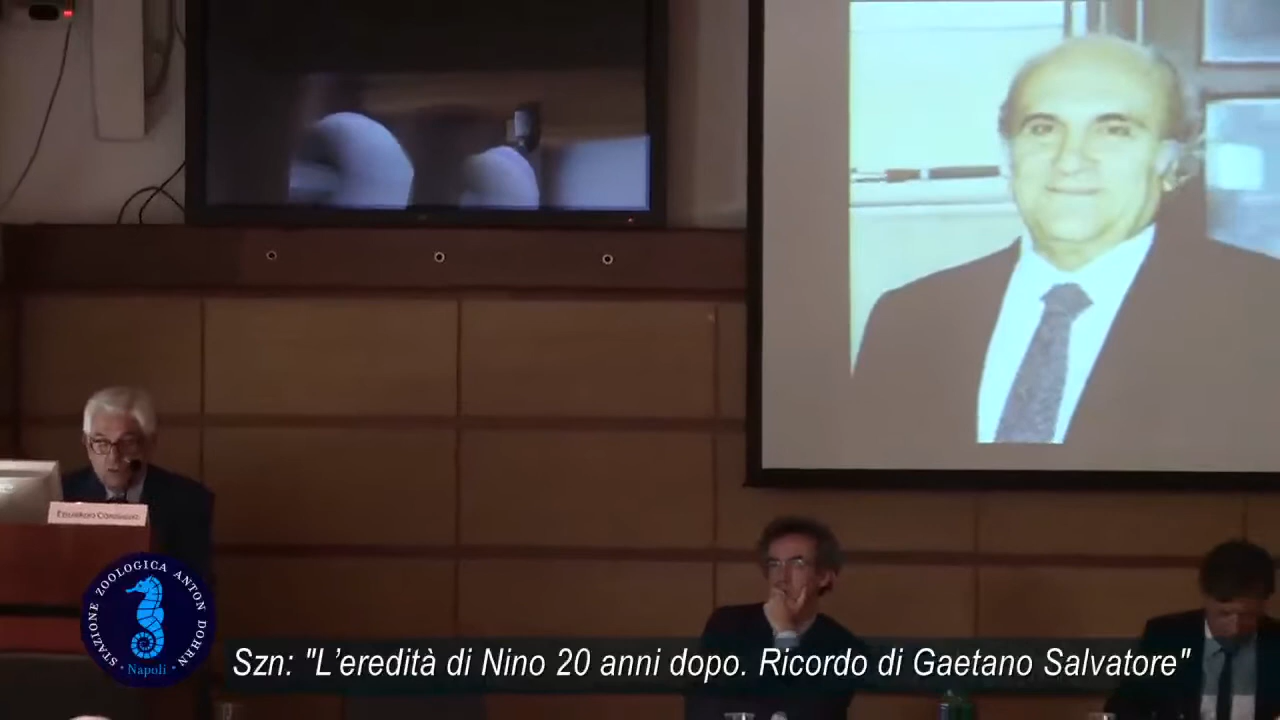 STAZIONE ZOOLOGICA ANTON DOHRN
· Napoli ·
Szn: "L'eredità di Nino 20 anni dopo. Ricordo di Gaetano Salvatore"